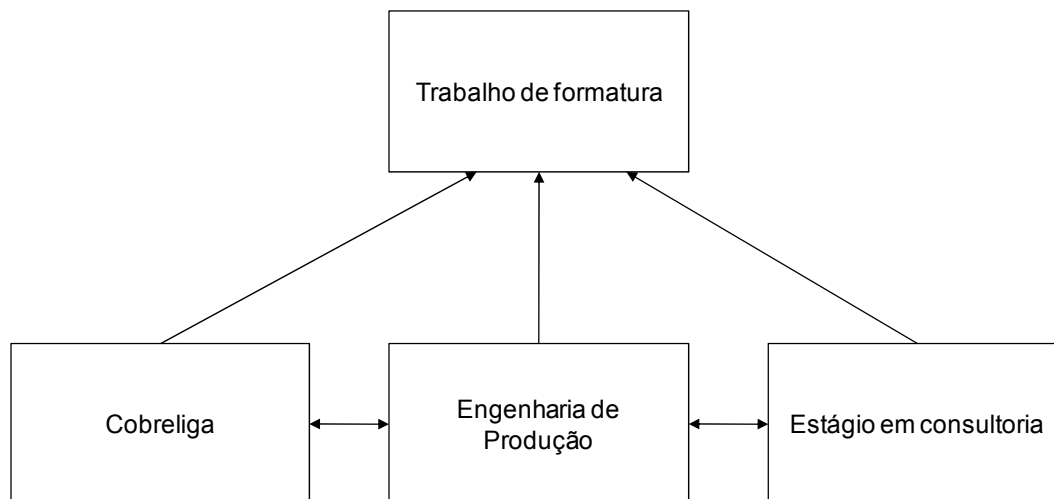 Trabalho de formatura
Cobreliga
Engenharia de
Produção
Estágio em consultoria